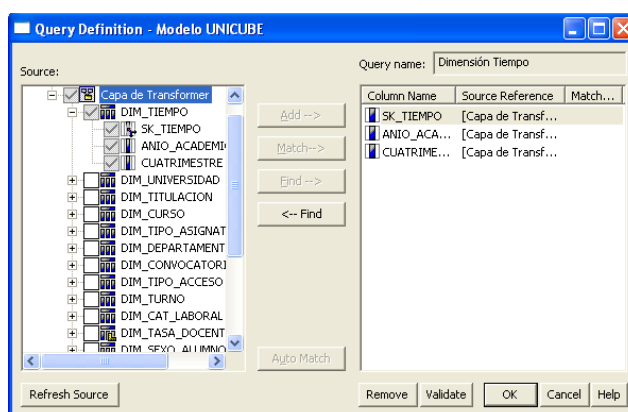 Query Definition - Modelo UNICUBE
Query name: Dimensión Tiempo
Source:
Capa de Transformer
DIM_TIEMPO
SK_TIEMPO
ANIO_ACADEMI
CUATRIMESTRE
DIM_UNIVERSIDAD
DIM_TITULACION
DIM_CURSO
DIM_TIPO_ASIGNAT
DIM_DEPARTAMENT
DIM_CONVOCATORI
DIM_TIPO_ACCESO
DIM_TURNO
DIM_CAT_LABORAL
DIM_TASA_DOCENT
DIM_SEXO_ALUMNO
Add -->
Match-->
Find -->
<-- Find
Auto Match
Column Name Source Reference Match...
SK_TIEMPO [Capa de Transf...
ANIO_ACA... [Capa de Transf...
CUATRIME... [Capa de Transf...
Refresh Source Remove Validate OK Cancel Help